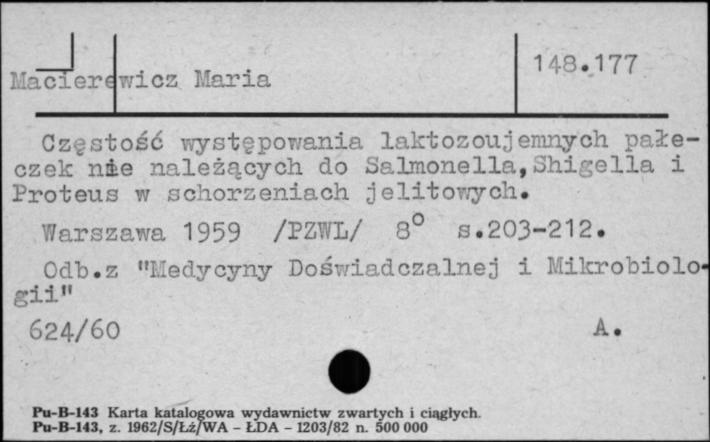 Macierewicz Maria
148.177
Częstość występowania laktozoujemnych pałe-
czek nie należących do Salmonella,Shigella i
Proteus w schorzeniach jelitowych.
Warszawa 1959 /PZWL/ 8° s.203-212.
Odb.z "Medycyny Doświadczalnej i Mikrobiolo-
gii"
624/60 A.
Pu-B-143 Karta katalogowa wydawnictw zwartych i ciągłych.
Pu-B-143, z. 1962/S/Łż/WA - ŁDA - 1203/82 n. 500 000